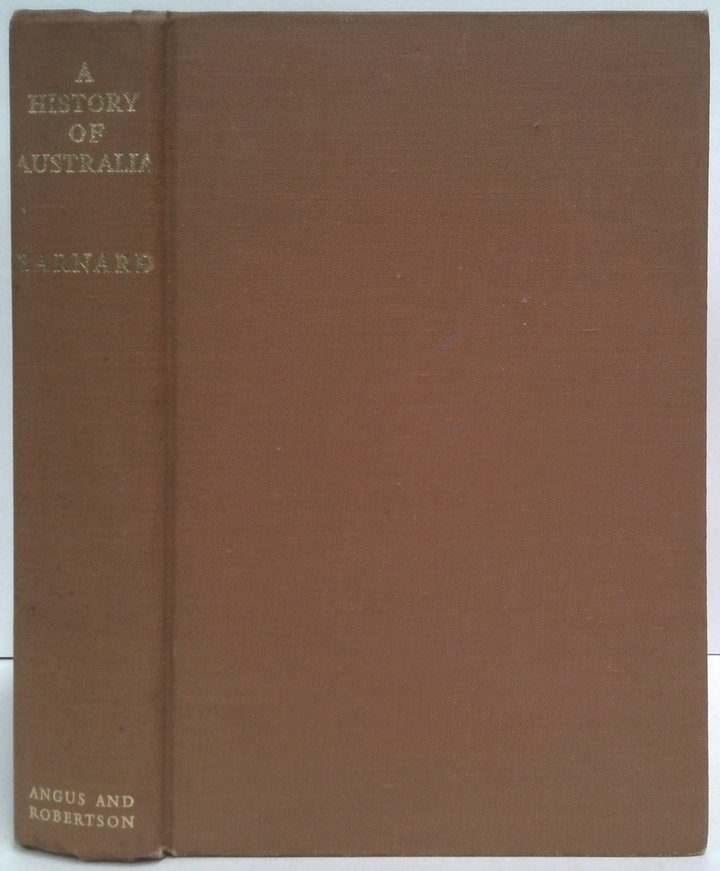 A
HISTORY
OF
AUSTRALIA
BARNARD
ANGUS AND
ROBERTSON